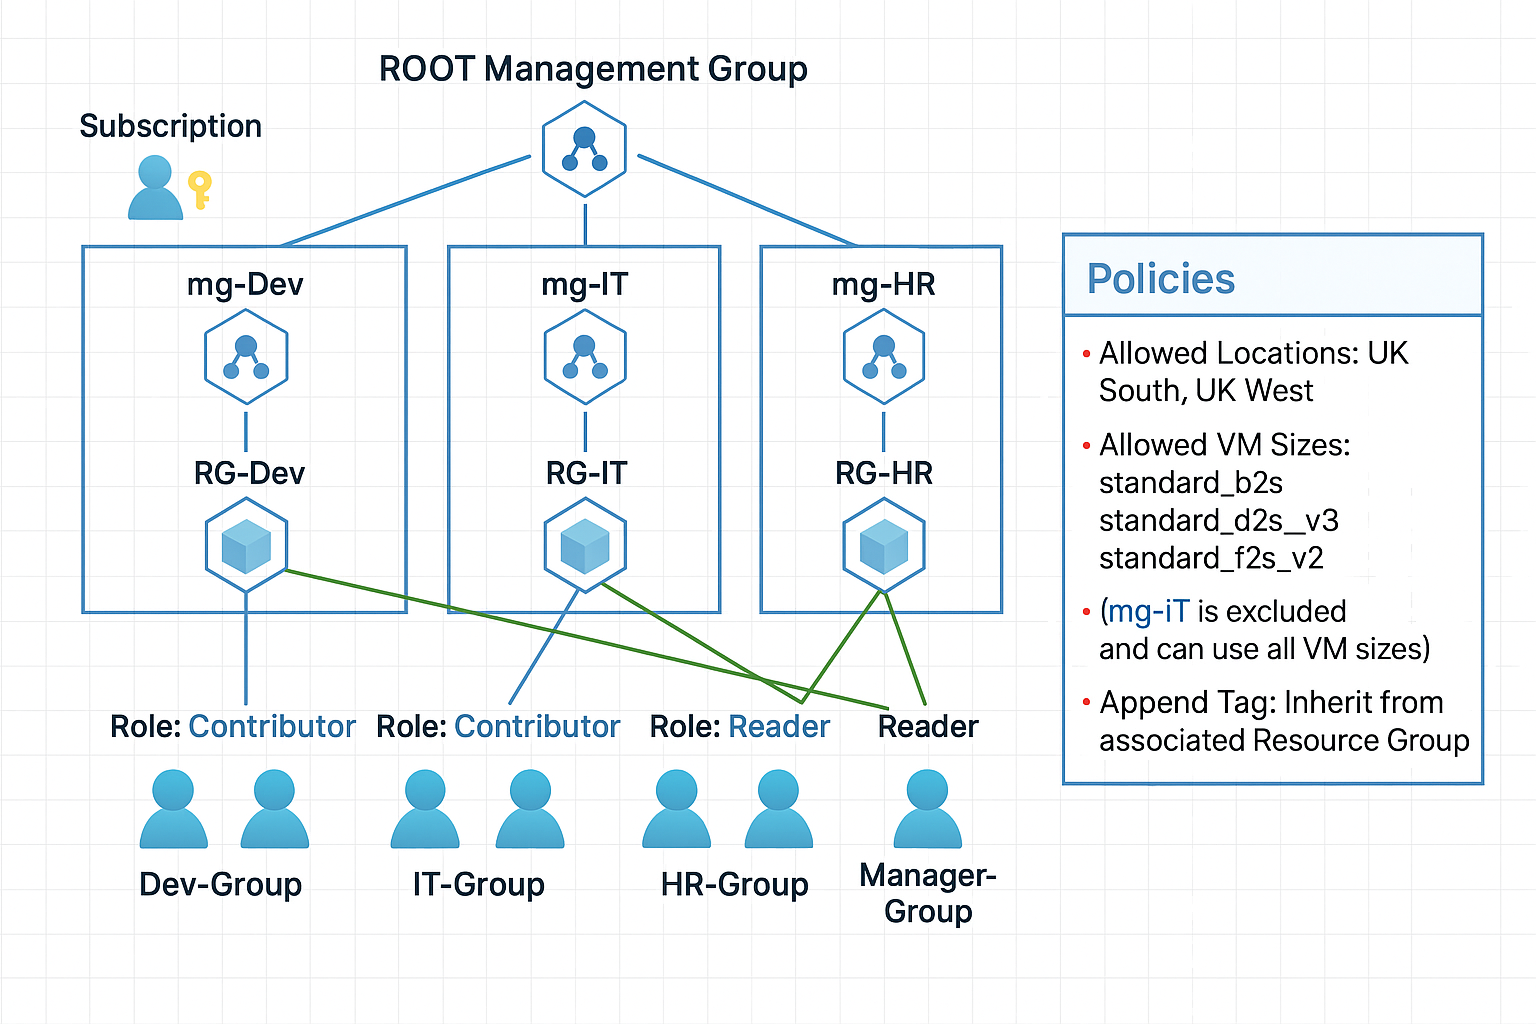 ROOT Management Group
Subscription
mg-Dev
mg-IT
mg-HR
RG-Dev
RG-IT
RG-HR
Role: Contributor
Role: Contributor
Role: Reader
Reader
Dev-Group
IT-Group
HR-Group
Manager-
Group
Policies
• Allowed Locations: UK
South, UK West
• Allowed VM Sizes:
standard_b2s
standard_d2s__v3
standard_f2s_v2
• (mg-iT is excluded
and can use all VM sizes)
• Append Tag: Inherit from
associated Resource Group